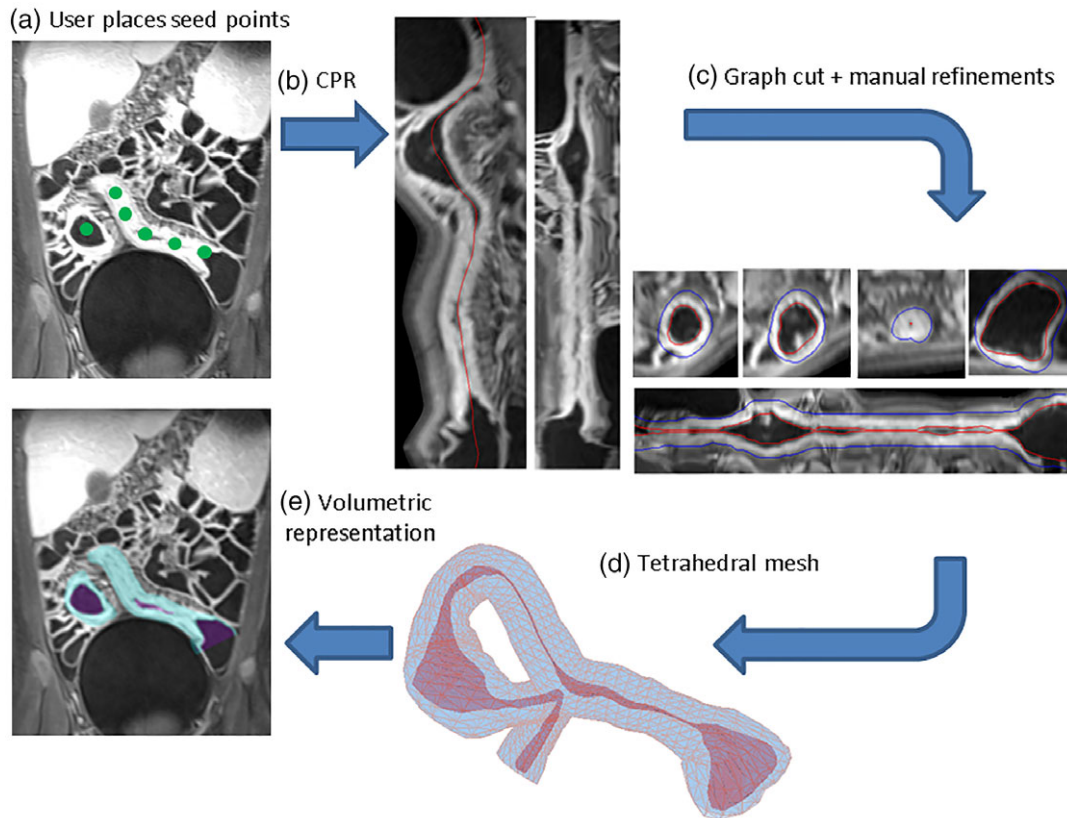 (a) User places seed points
(b) CPR
(c) Graph cut + manual refinements
(d) Tetrahedral mesh
(e) Volumetric
representation